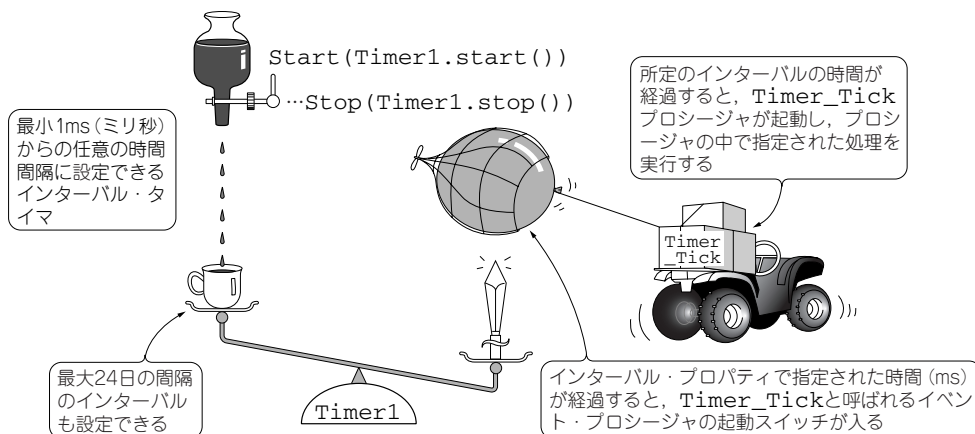 Start(Timer1.start())
…Stop(Timer1.stop())
最小1ms(ミリ秒)
からの任意の時間
間隔に設定できる
インターバル・タ
イマ
所定のインターバルの時間が
経過すると，Timer_Tick
プロシージャが起動し，プロシ
ージャの中で指定された処理を
実行する
Timer
_Tick
最大24日の間隔
のインターバル
も設定できる
Timer1
インターバル・プロパティで指定された時間(ms)
が経過すると，Timer_Tickと呼ばれるイベン
ト・プロシージャの起動スイッチが入る